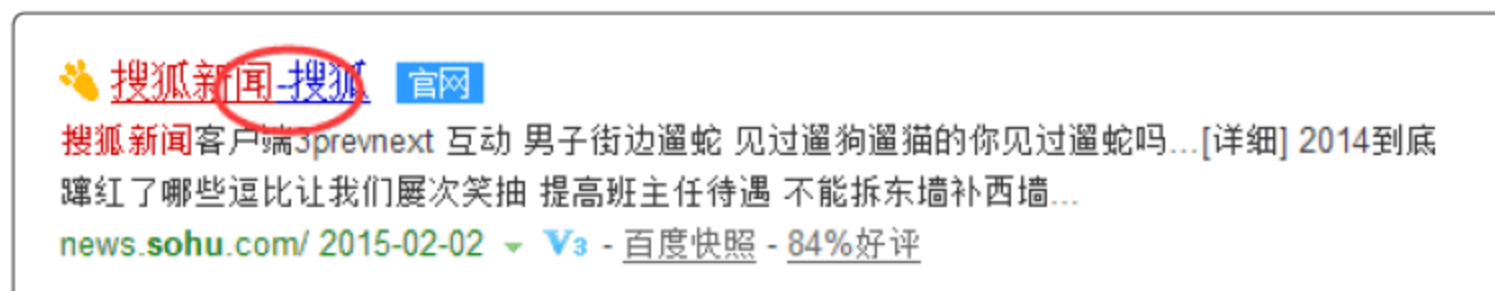 搜狐新闻-搜狐 官网
搜狐新闻客户端3prevnext 互动 男子街边遛蛇 见过遛狗遛猫的你见过遛蛇吗...[详细] 2014到底
蹿红了哪些逗比让我们屡次笑抽 提高班主任待遇 不能拆东墙补西墙...
news.sohu.com/ 2015-02-02 V3 - 百度快照 - 84%好评